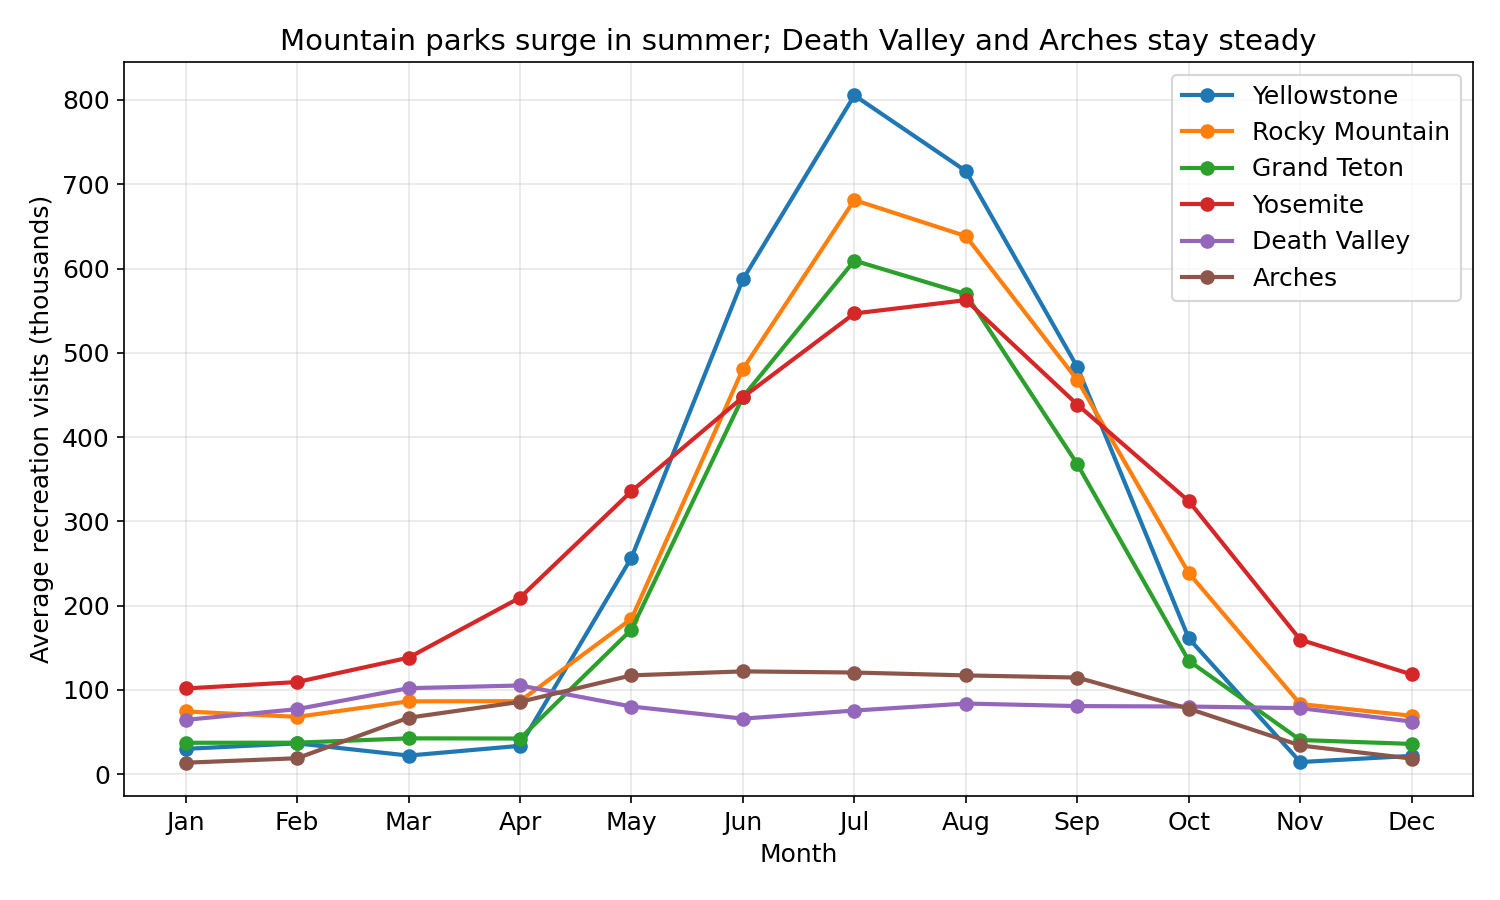 Mountain parks surge in summer; Death Valley and Arches stay steady
Average recreation visits (thousands)
800
700
600
500
400
300
200
100
0
Yellowstone
Rocky Mountain
Grand Teton
Yosemite
Death Valley
Arches
Jan Feb Mar Apr May Jun Jul Aug Sep Oct Nov Dec
Month